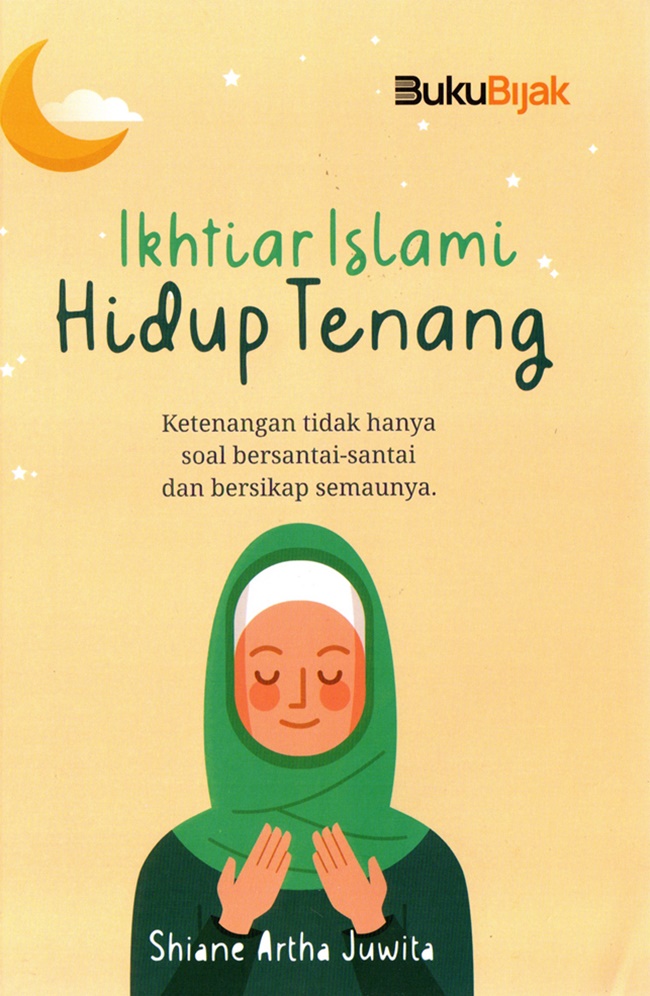 BukuBijak
Ikhtiar Islami
Hidup Tenang
Ketenangan tidak hanya
soal bersantai-santai
dan bersikap semaunya.
Shiane Artha Juwita